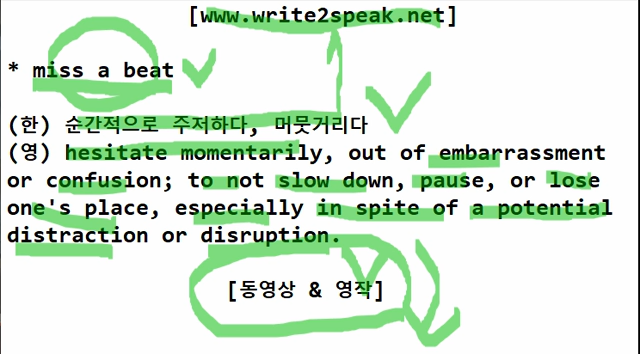 [www.write2speak.net]
* miss a beat
(한) 순간적으로 주저하다, 머뭇거리다
(영) hesitate momentarily, out of embarrassment
or confusion; to not slow down, pause, or lose
one's place, especially in spite of a potential
distraction or disruption.
[동영상 & 영작]